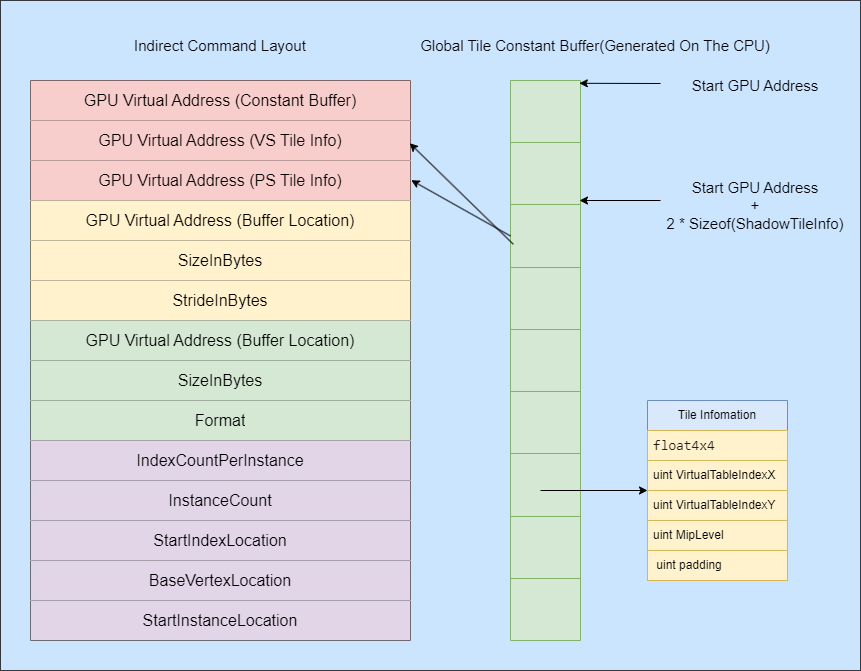 Indirect Command Layout
Global Tile Constant Buffer(Generated On The CPU)
GPU Virtual Address (Constant Buffer)
GPU Virtual Address (VS Tile Info)
GPU Virtual Address (PS Tile Info)
GPU Virtual Address (Buffer Location)
SizeInBytes
StrideInBytes
GPU Virtual Address (Buffer Location)
SizeInBytes
Format
IndexCountPerInstance
InstanceCount
StartIndexLocation
BaseVertexLocation
StartInstanceLocation
Start GPU Address
Start GPU Address
+
2 * Sizeof(ShadowTileInfo)
Tile Infomation
float4x4
uint VirtualTableIndexX
uint VirtualTableIndexY
uint MipLevel
uint padding